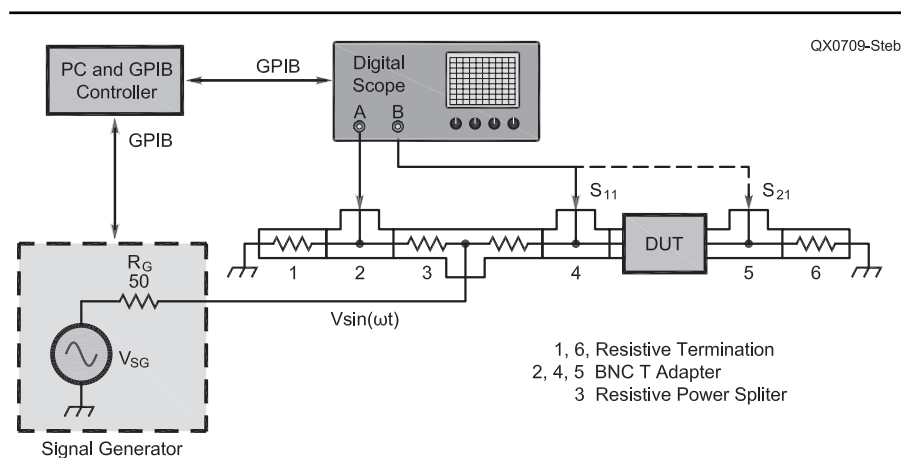 QX0709-Steb
PC and GPIB
Controller
GPIB
Digital
Scope
A
B
GPIB
S11
S21
DUT
1
2
3
4
5
6
RG
50
Vsin(ωt)
VSG
1, 6, Resistive Termination
2, 4, 5 BNC T Adapter
3 Resistive Power Spliter
Signal Generator